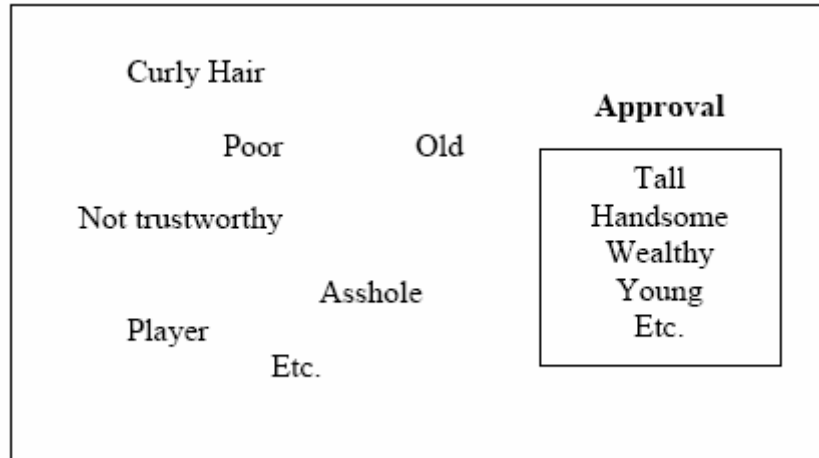 Curly Hair
Approval
Poor Old
Tall
Not trustworthy
Handsome
Wealthy
Asshole
Young
Player
Etc.
Etc.